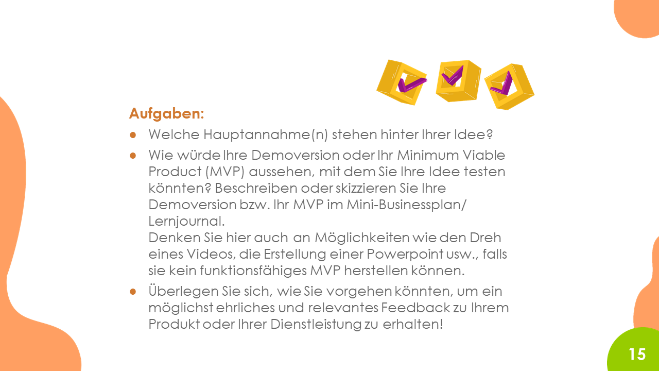 Aufgaben:
● Welche Hauptannahme(n) stehen hinter Ihrer Idee?
● Wie würde Ihre Demoversion oder Ihr Minimum Viable
Product (MVP) aussehen, mit dem Sie Ihre Idee testen
könnten? Beschreiben oder skizzieren Sie Ihre
Demoversion bzw. Ihr MVP im Mini-Businessplan/
Lernjournal.
Denken Sie hier auch an Möglichkeiten wie den Dreh
eines Videos, die Erstellung einer Powerpoint usw., falls
sie kein funktionsfähiges MVP herstellen können.
● Überlegen Sie sich, wie Sie vorgehen könnten, um ein
möglichst ehrliches und relevantes Feedback zu Ihrem
Produkt oder Ihrer Dienstleistung zu erhalten!
15